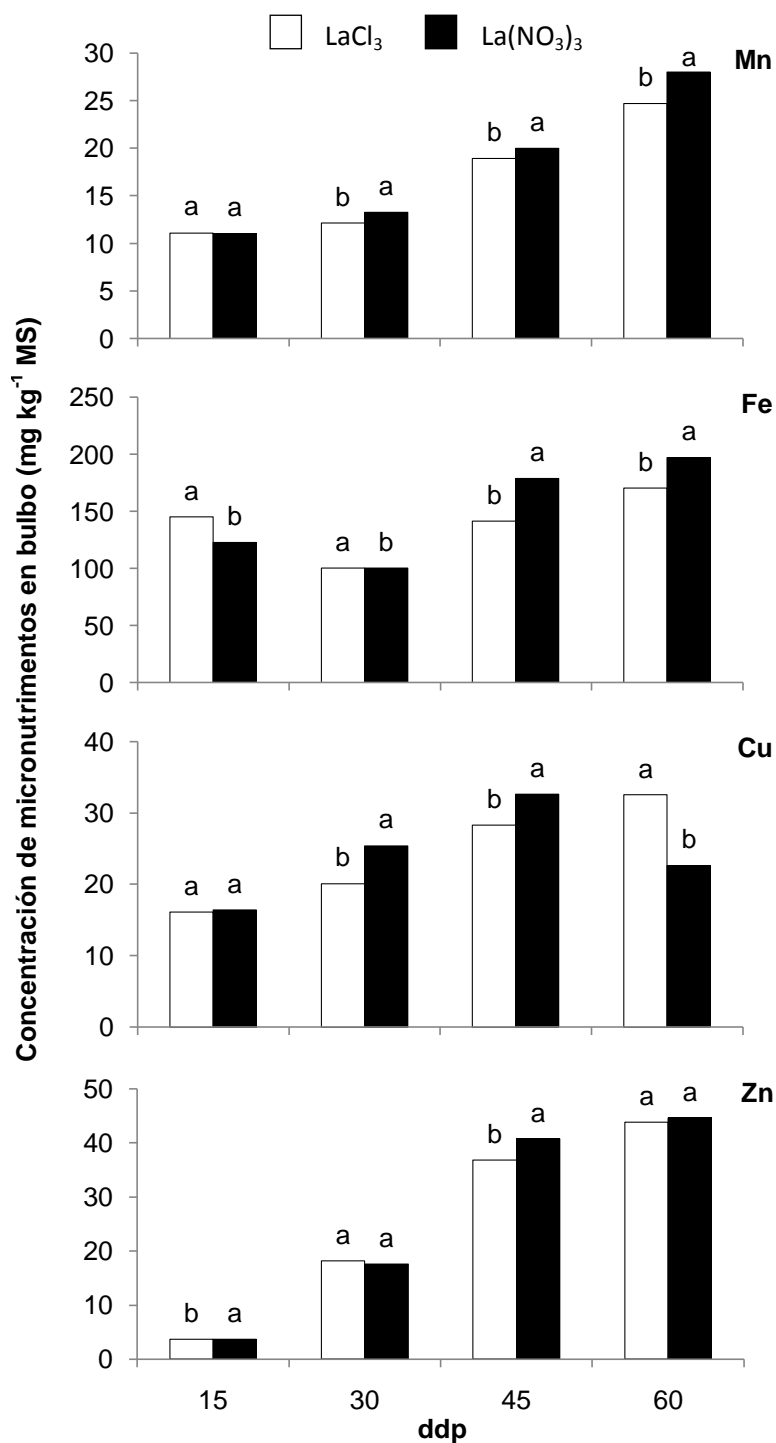 LaCl₃ La(NO₃)₃
Concentración de micronutrimentos en bulbo (mg kg⁻¹ MS)
Mn
30
25
20
15
10
5
0
a a b a b a b a
Fe
250
200
150
100
50
0
a b a b b a b a
Cu
40
30
20
10
0
a a b a b a a b
Zn
50
40
30
20
10
0
b a a a b a a a
15 30 45 60
ddp